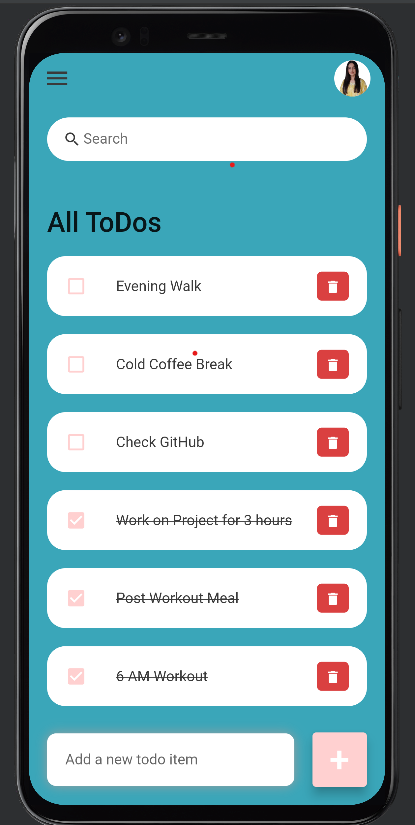 Search
All ToDos
Evening Walk
Cold Coffee Break
Check GitHub
Work on Project for 3 hours
Post Workout Meal
6 AM Workout
Add a new todo item